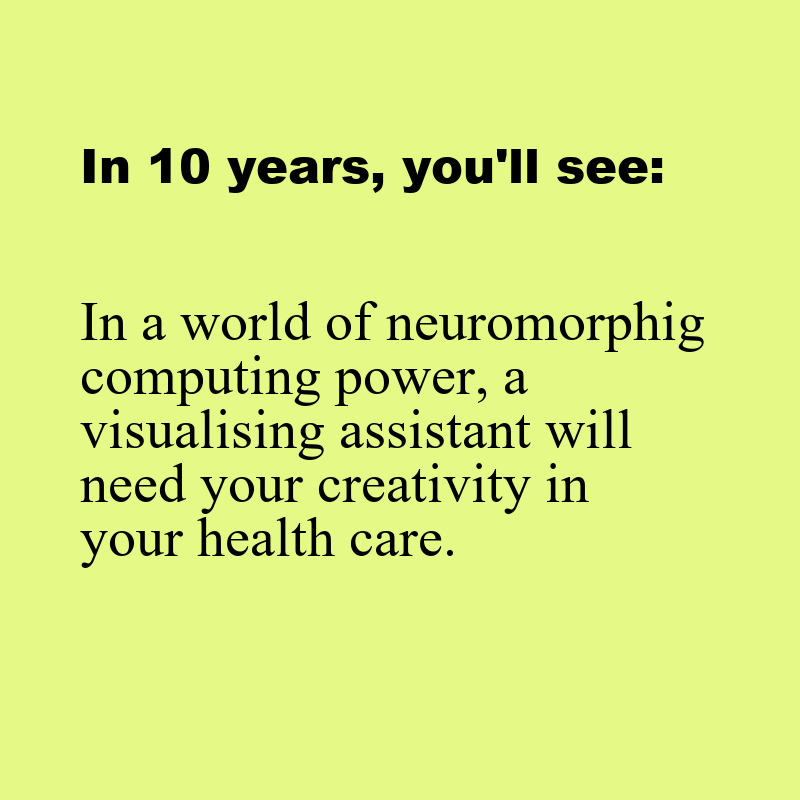 In 10 years, you'll see:
In a world of neuromorphig
computing power, a
visualising assistant will
need your creativity in
your health care.